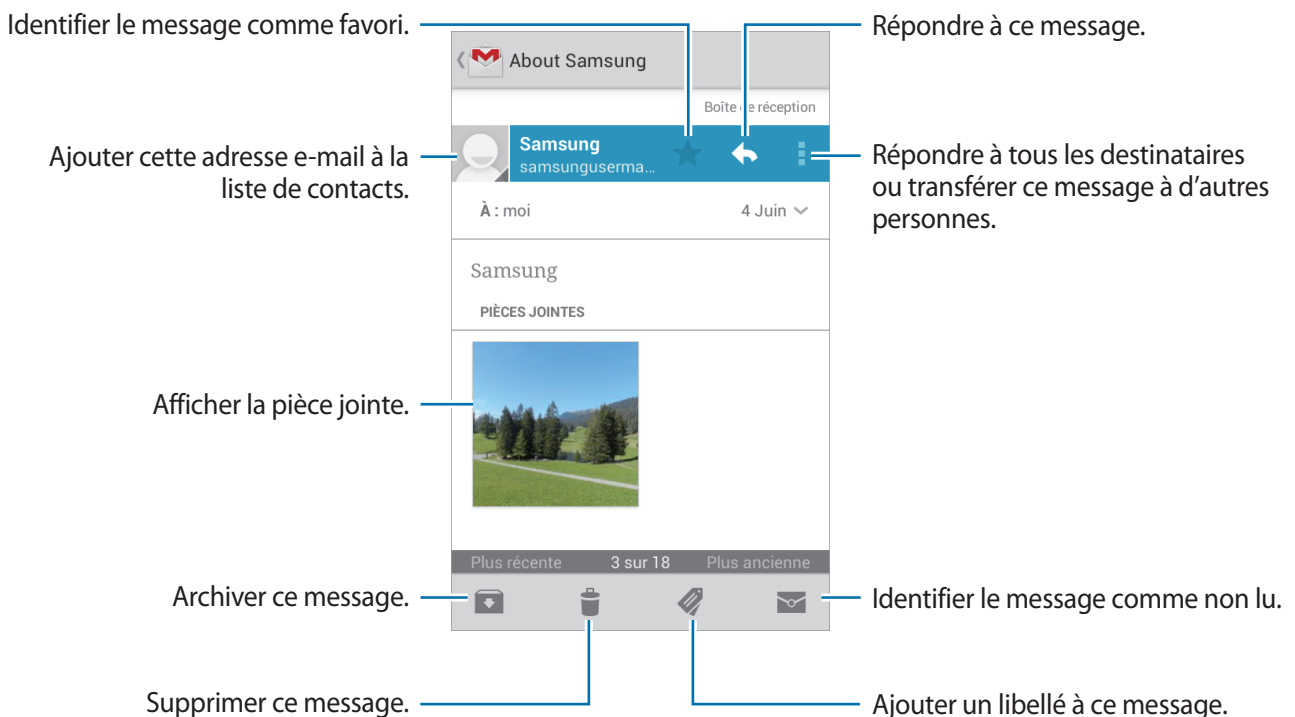 Identifier le message comme favori.
Répondre à ce message.
About Samsung
Boîte de réception
Samsung
samsunguserma...
Ajouter cette adresse e-mail à la
liste de contacts.
Répondre à tous les destinataires
ou transférer ce message à d'autres
personnes.
À : moi
4 Juin
Samsung
PIÈCES JOINTES
Afficher la pièce jointe.
Plus récente
3 sur 18
Plus ancienne
Archiver ce message.
Identifier le message comme non lu.
Supprimer ce message.
Ajouter un libellé à ce message.